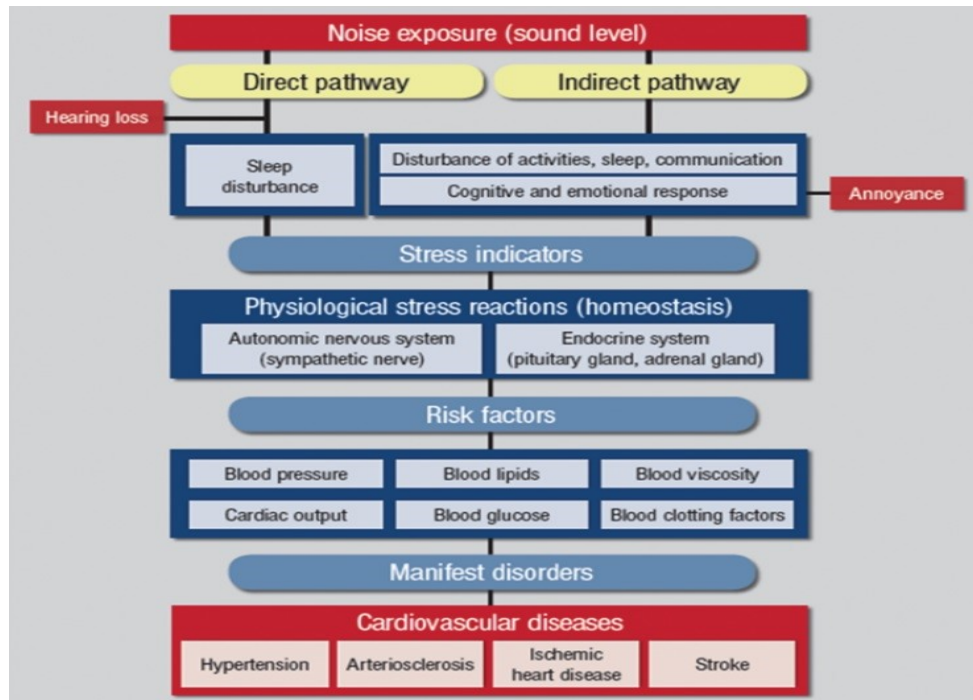 Noise exposure (sound level)
Direct pathway
Indirect pathway
Hearing loss
Sleep
disturbance
Disturbance of activities, sleep, communication
Cognitive and emotional response
Annoyance
Stress indicators
Physiological stress reactions (homeostasis)
Autonomic nervous system
(sympathetic nerve)
Endocrine system
(pituitary gland, adrenal gland)
Risk factors
Blood pressure
Blood lipids
Blood viscosity
Cardiac output
Blood glucose
Blood clotting factors
Manifest disorders
Cardiovascular diseases
Hypertension
Arteriosclerosis
Ischemic
heart disease
Stroke